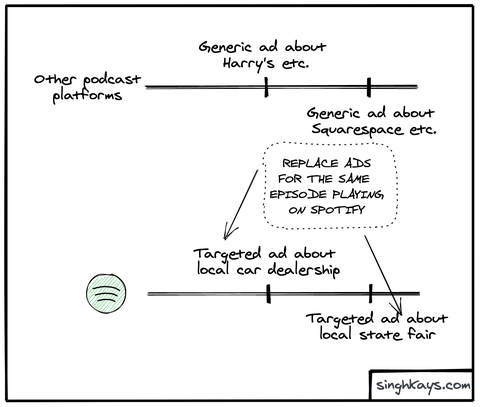 Generic ad about
Harry's etc.
Other podcast
platforms
Generic ad about
Squarespace etc.
REPLACE ADS
FOR THE SAME
EPISODE PLAYING
ON SPOTIFY
Targeted ad about
local car dealership
Targeted ad about
local state fair
singhkays.com